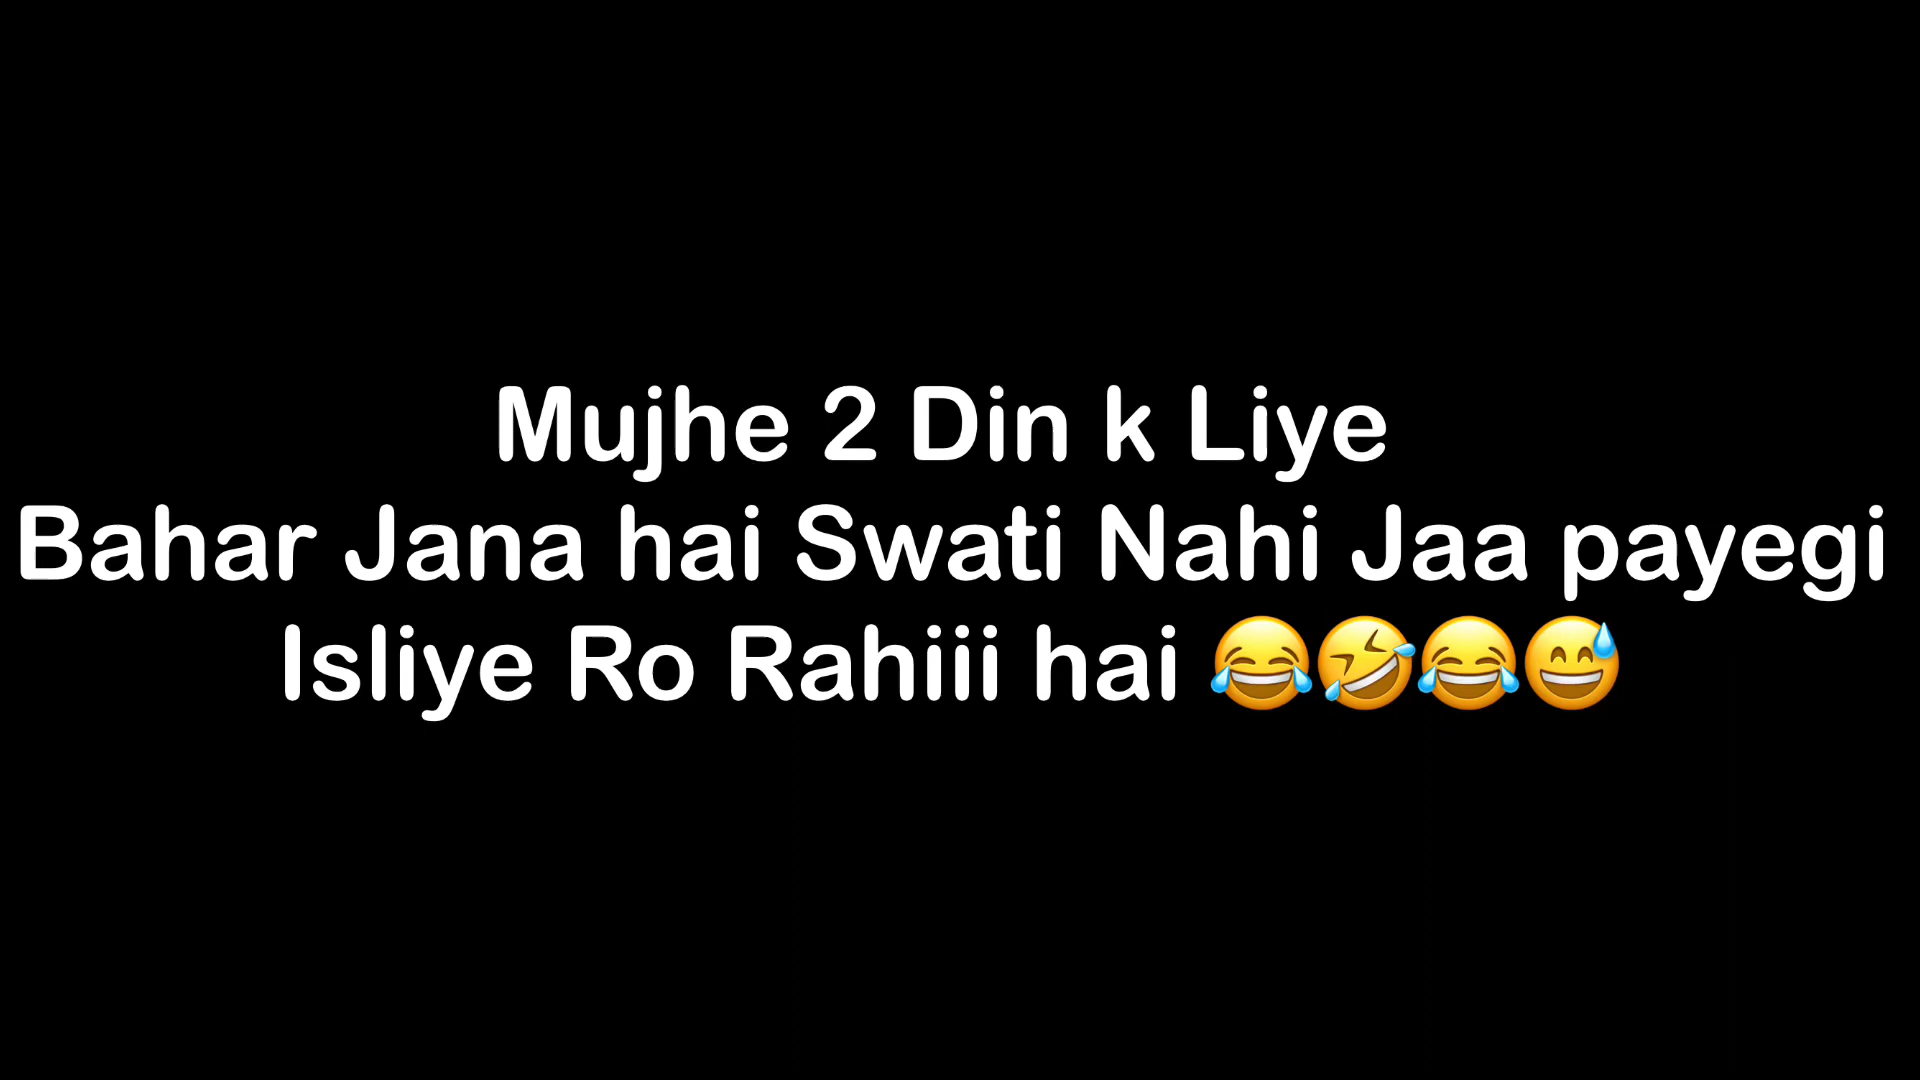 Mujhe 2 Din k Liye
Bahar Jana hai Swati Nahi Jaa payegi
Isliye Ro Rahiii hai 😂🤣😂😅